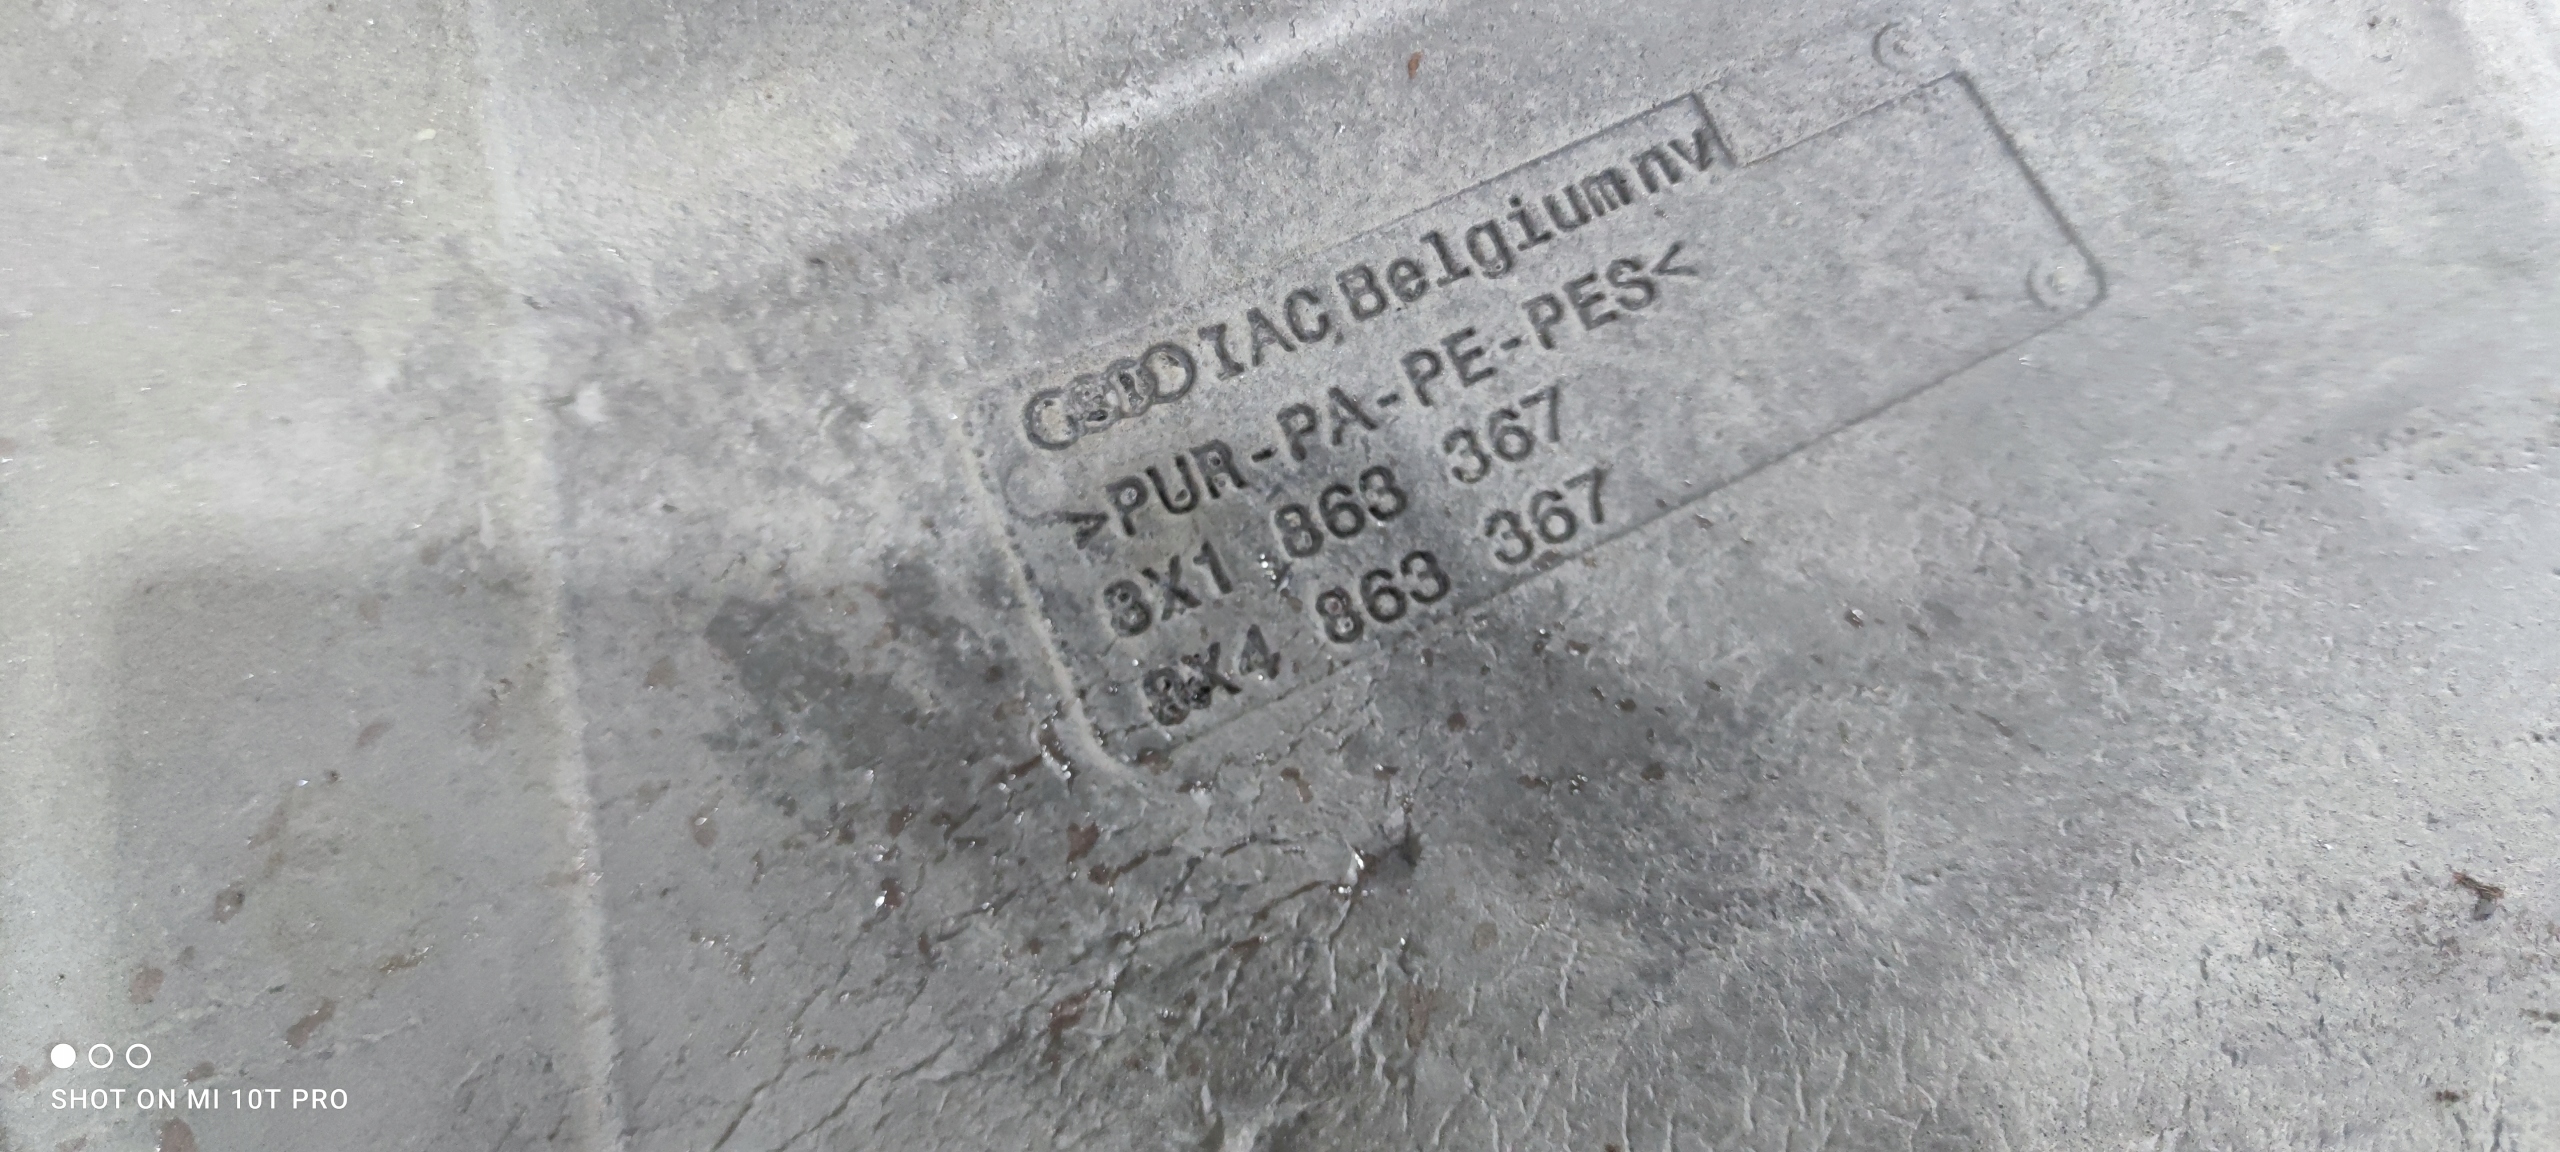 IAC Belgium nv
>PUR-PA-PE-PES<
8X1 863 367
8X4 863 367
SHOT ON MI 10T PRO